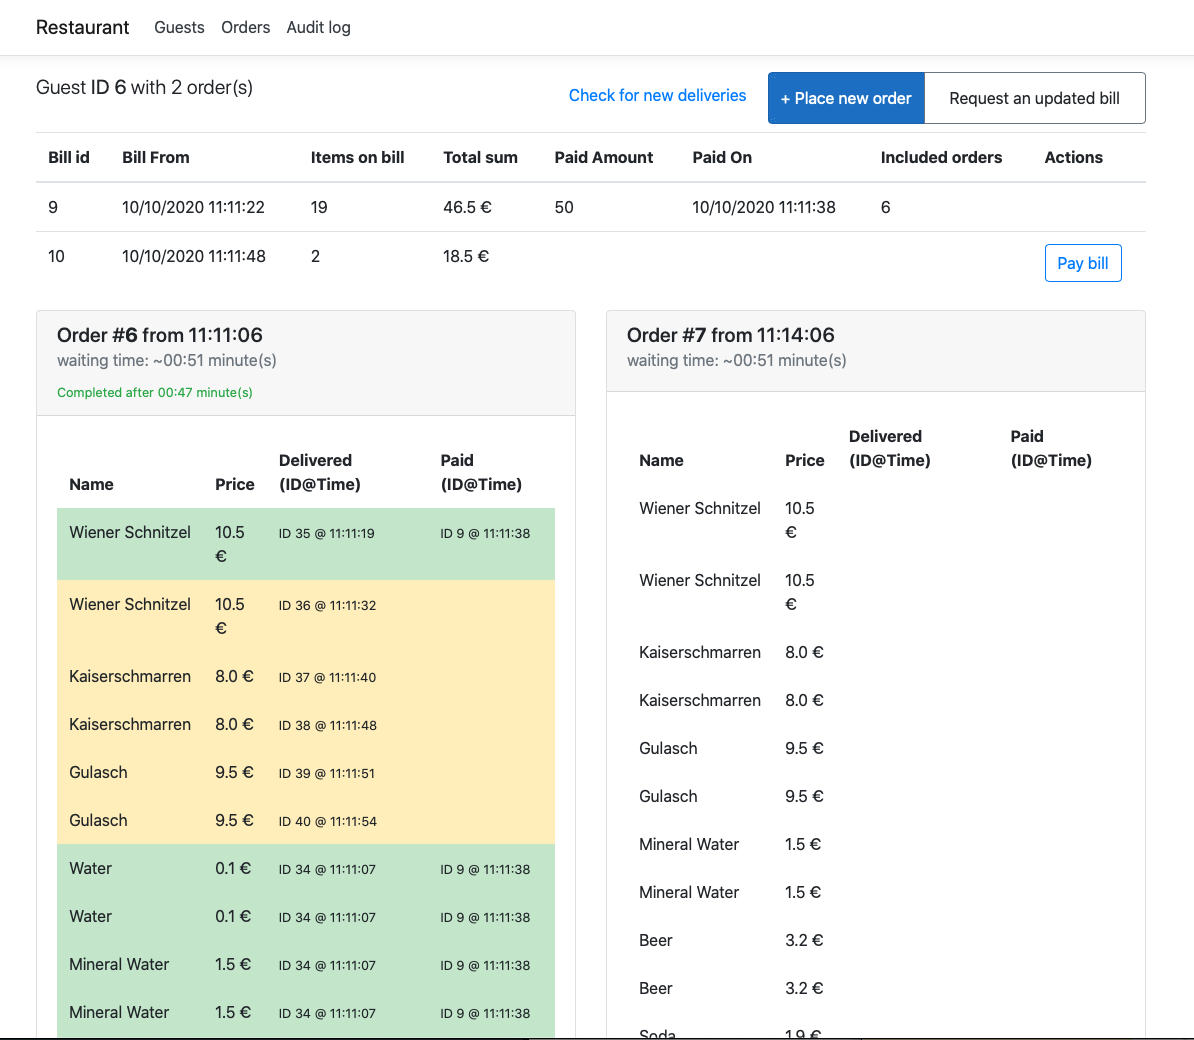 Restaurant Guests Orders Audit log
Guest ID 6 with 2 order(s)
Check for new deliveries
+ Place new order
Request an updated bill
Bill id Bill From Items on bill Total sum Paid Amount Paid On Included orders Actions
9 10/10/2020 11:11:22 19 46.5 € 50 10/10/2020 11:11:38 6
10 10/10/2020 11:11:48 2 18.5 € Pay bill
Order #6 from 11:11:06
waiting time: ~00:51 minute(s)
Completed after 00:47 minute(s)
Name Price Delivered (ID@Time) Paid (ID@Time)
Wiener Schnitzel 10.5 € ID 35 @ 11:11:19 ID 9 @ 11:11:38
Wiener Schnitzel 10.5 € ID 36 @ 11:11:32
Kaiserschmarren 8.0 € ID 37 @ 11:11:40
Kaiserschmarren 8.0 € ID 38 @ 11:11:48
Gulasch 9.5 € ID 39 @ 11:11:51
Gulasch 9.5 € ID 40 @ 11:11:54
Water 0.1 € ID 34 @ 11:11:07 ID 9 @ 11:11:38
Water 0.1 € ID 34 @ 11:11:07 ID 9 @ 11:11:38
Mineral Water 1.5 € ID 34 @ 11:11:07 ID 9 @ 11:11:38
Mineral Water 1.5 € ID 34 @ 11:11:07 ID 9 @ 11:11:38
Order #7 from 11:14:06
waiting time: ~00:51 minute(s)
Name Price Delivered (ID@Time) Paid (ID@Time)
Wiener Schnitzel 10.5 €
Wiener Schnitzel 10.5 €
Kaiserschmarren 8.0 €
Kaiserschmarren 8.0 €
Gulasch 9.5 €
Gulasch 9.5 €
Mineral Water 1.5 €
Mineral Water 1.5 €
Beer 3.2 €
Beer 3.2 €
Soda 1.9 €